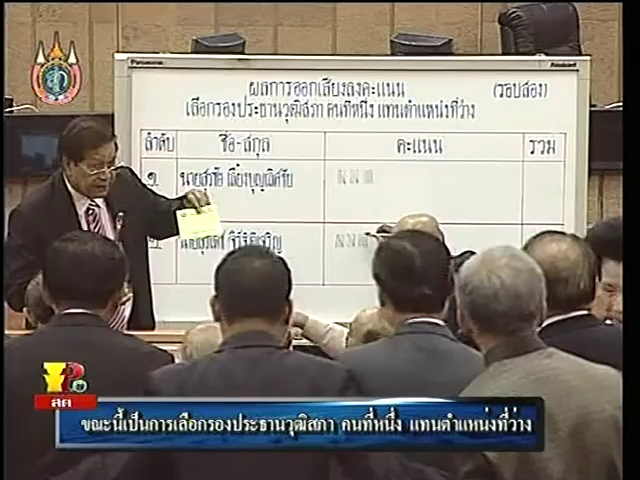 Panasonic
ผลการออกเสียงลงคะแนน (รอบสอง)
เลือกรองประธานวุฒิสภา คนที่หนึ่ง แทนตำแหน่งที่ว่าง
ลำดับ ชื่อ-สกุล คะแนน รวม
๑.
สด
ขณะนี้เป็นการเลือกรองประธานวุฒิสภา คนที่หนึ่ง แทนตำแหน่งที่ว่าง